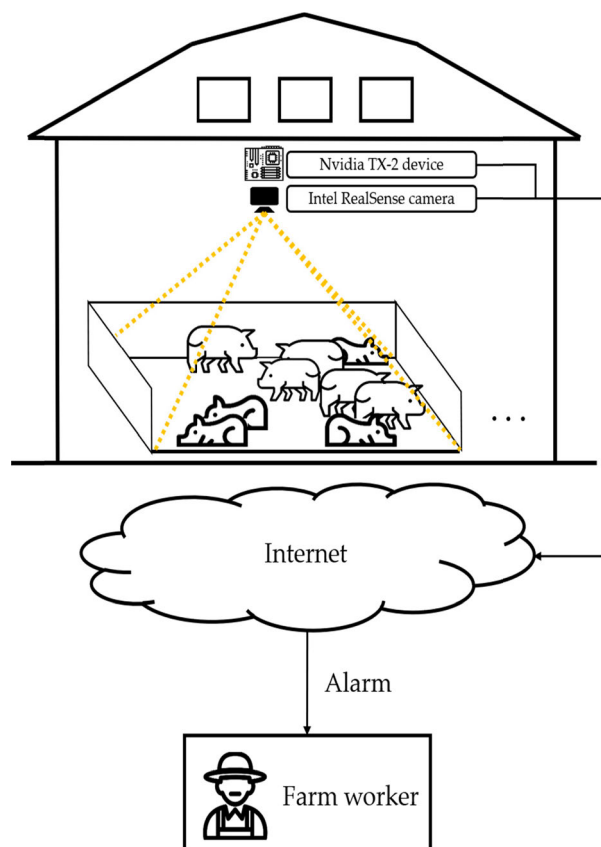 Nvidia TX-2 device
Intel RealSense camera
...
Internet
Alarm
Farm worker